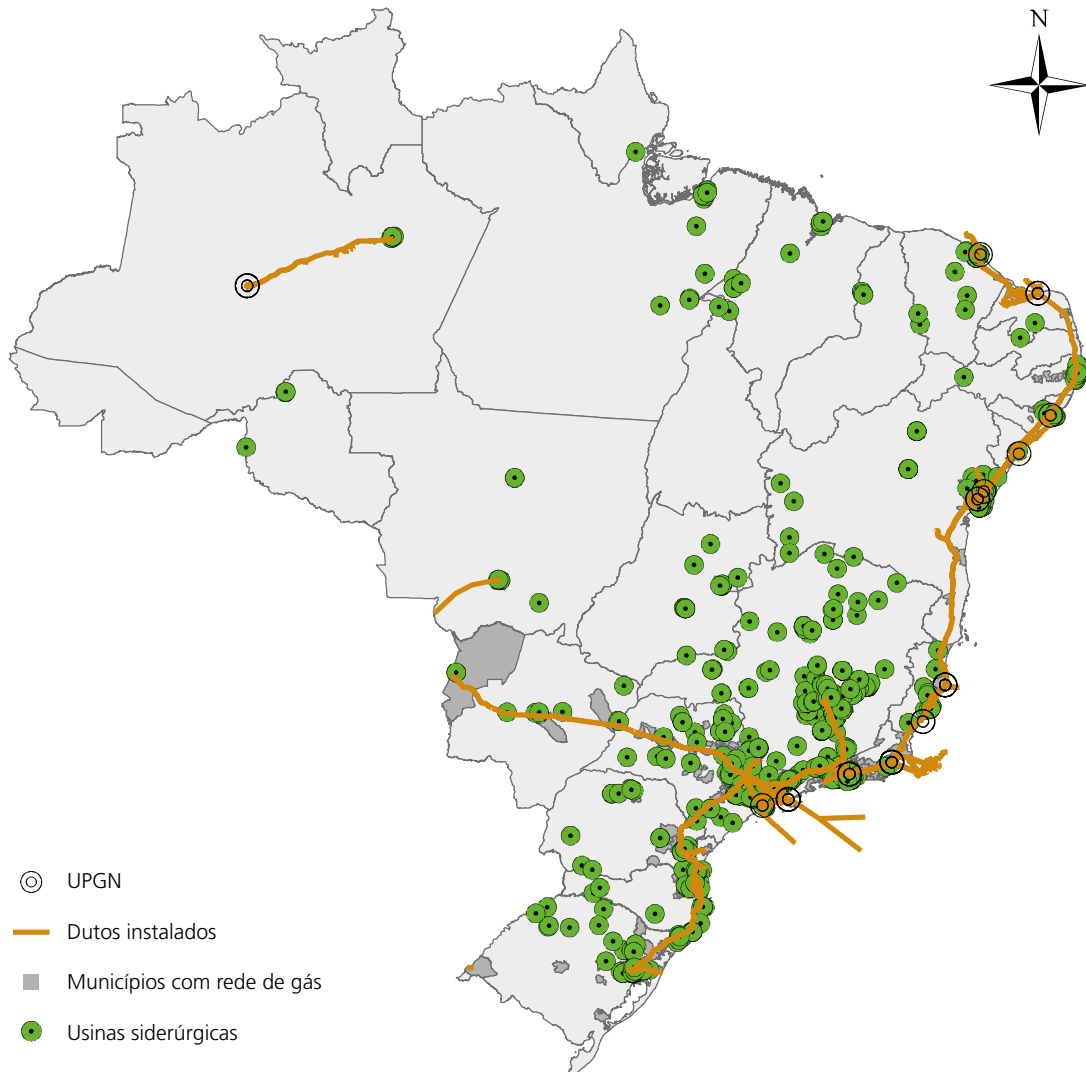 N
UPGN
Dutos instalados
Municípios com rede de gás
Usinas siderúrgicas